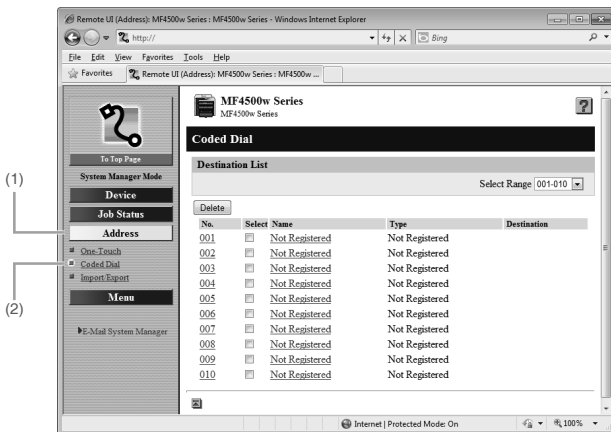 Remote UI (Address): MF4500w Series : MF4500w Series - Windows Internet Explorer
http://
Bing
File Edit View Favorites Tools Help
Favorites
Remote UI (Address): MF4500w Series : MF4500w ...
MF4500w Series
MF4500w Series
To Top Page
System Manager Mode
(1)
Device
Job Status
Address
One-Touch
(2)
Coded Dial
Import/Export
Menu
E-Mail System Manager
Coded Dial
Destination List
Select Range 001-010
Delete
No. Select Name Type Destination
001 Not Registered Not Registered
002 Not Registered Not Registered
003 Not Registered Not Registered
004 Not Registered Not Registered
005 Not Registered Not Registered
006 Not Registered Not Registered
007 Not Registered Not Registered
008 Not Registered Not Registered
009 Not Registered Not Registered
010 Not Registered Not Registered
Internet | Protected Mode: On
100%